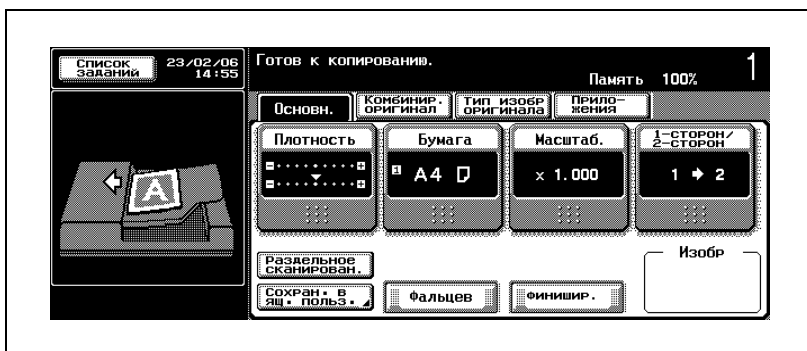 Список
заданий
23/02/06
14:55
Готов к копированию.
Память 100%
1
Основн.
Комбинир.
оригинал
Тип изобр
оригинала
Прило-
жения
Плотность
Бумага
Масштаб.
1-сторон/
2-сторон
1 A4
x 1.000
1 ➔ 2
A
Раздельное
сканирован.
Изобр
Сохран. в
ящ. польз.
Фальцев
Финишир.